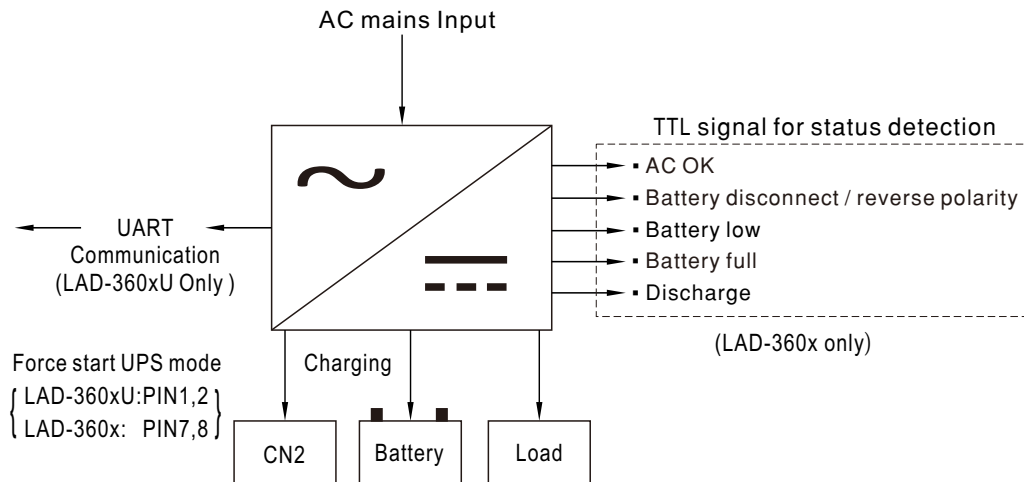 AC mains Input
TTL signal for status detection
▪ AC OK
▪ Battery disconnect / reverse polarity
▪ Battery low
▪ Battery full
▪ Discharge
(LAD-360x only)
UART
Communication
(LAD-360xU Only )
Force start UPS mode
LAD-360xU:PIN1,2
LAD-360x: PIN7,8
Charging
CN2
Battery
Load